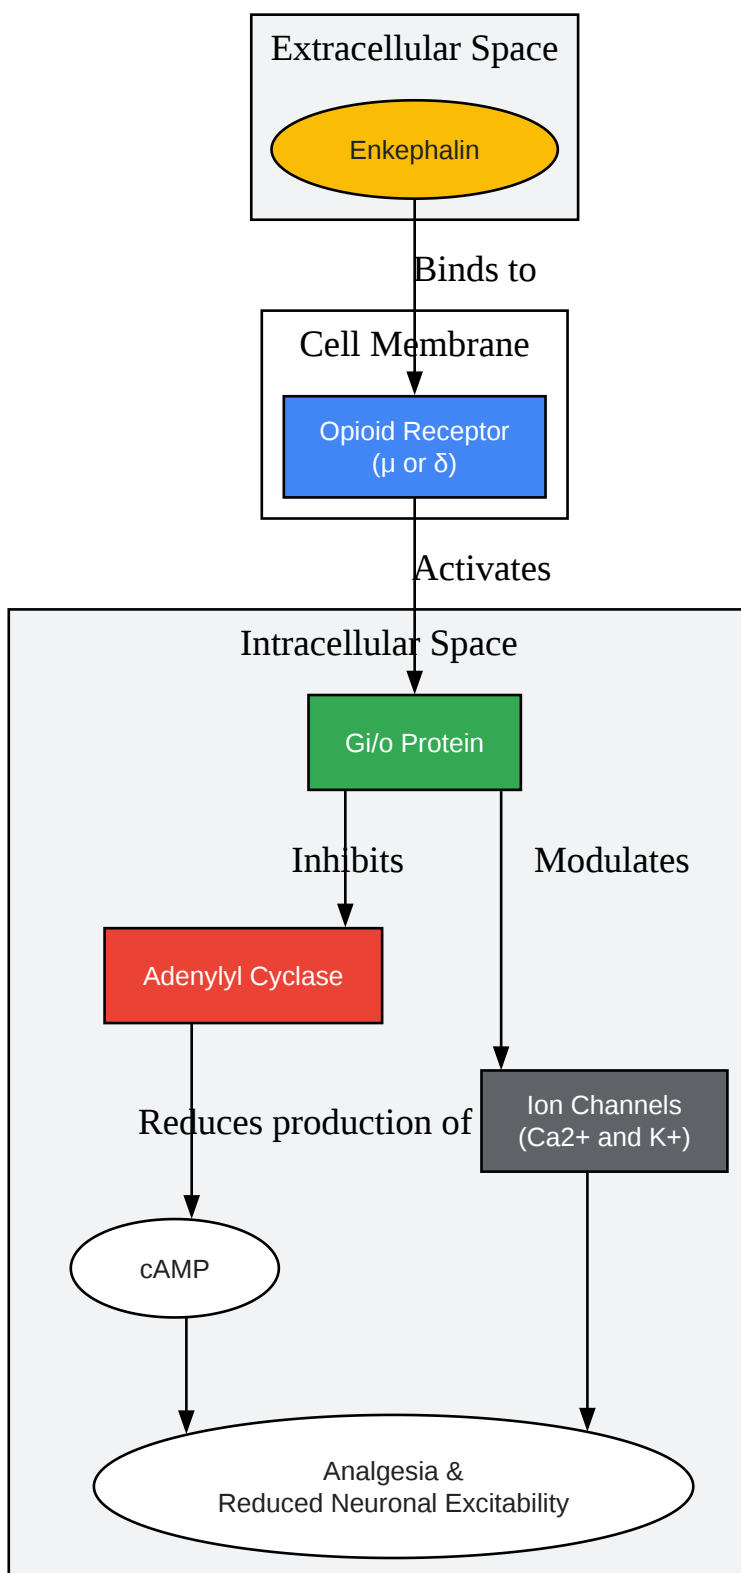 Extracellular Space
Enkephalin
Binds to
Cell Membrane
Opioid Receptor
(μ or δ)
Activates
Intracellular Space
Gi/o Protein
Inhibits
Modulates
Adenylyl Cyclase
Reduces production of
Ion Channels
(Ca2+ and K+)
cAMP
Analgesia &
Reduced Neuronal Excitability